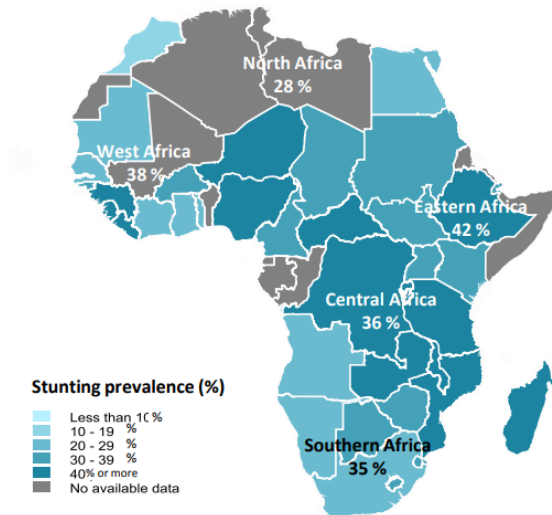 North Africa
28 %
West Africa
38 %
Eastern Africa
42 %
Central Africa
36 %
Southern Africa
35 %
Stunting prevalence (%)
Less than 10 %
10 - 19 %
20 - 29 %
30 - 39 %
40% or more
No available data